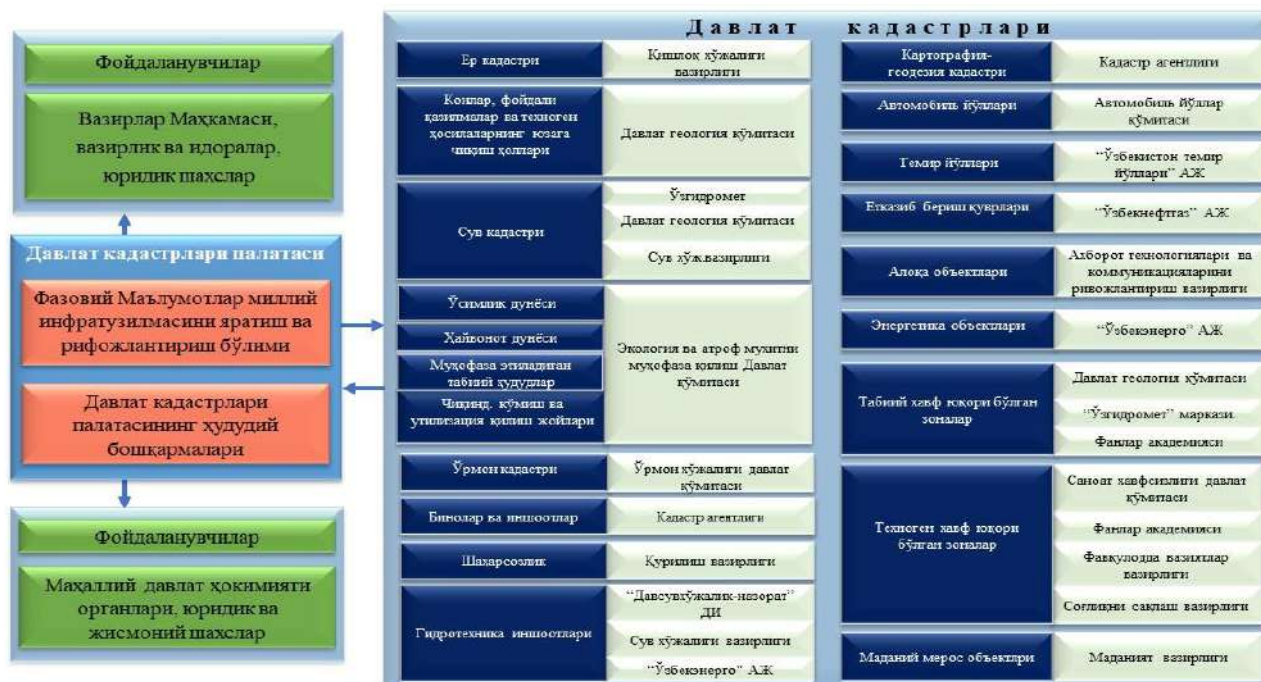 Фойдаланувчилар
Вазирлар Маҳкамаси,
вазирлик ва идоралар,
юридик шахслар
Давлат кадастрлари палатаси
Фазовий Маълумотлар миллий
инфратузилмасини яратиш ва
рифожлантириш бўлими
Давлат кадастрлари
палатасининг ҳудудий
бошқармалари
Фойдаланувчилар
Маҳаллий давлат ҳокимияти
органлари, юридик ва
жисмоний шахслар
Давлат кадастрлари
Ер кадастри
Қишлоқ хўжалиги
вазирлиги
Конлар, фойдали
қазилмалар ва техноген
ҳосилаларнинг юзага
чиқиш ҳоллари
Давлат геология қўмитаси
Сув кадастри
Ўзгидромет
Давлат геология қўмитаси
Сув хўж.вазирлиги
Ўсимлик дунёси
Ҳайвонот дунёси
Муҳофаза этиладиган
табиий ҳудудлар
Чиқинд. кўмиш ва
утилизация қилиш жойлари
Экология ва атроф мухитни
муҳофаза қилиш Давлат
қўмитаси
Ўрмон кадастри
Ўрмон хўжалиги давлат
қўмитаси
Бинолар ва иншоотлар
Кадастр агентлиги
Шаҳарсозлик
Қурилиш вазирлиги
Гидротехника иншоотлари
“Давсувхўжалик-назорат”
ДИ
Сув хўжалиги вазирлиги
“Ўзбекэнерго” АЖ
Картография-
геодезия кадастри
Кадастр агентлиги
Автомобиль йўллари
Автомобиль йўллар
қўмитаси
Темир йўллари
“Ўзбекистон темир
йўллари” АЖ
Етказиб бериш қувурлари
“Ўзбекнефтгаз” АЖ
Алоқа объектлари
Ахборот технологиялари ва
коммуникацияларини
ривожлантириш вазирлиги
Энергетика объектлари
“Ўзбекэнерго” АЖ
Табиий хавф юқори бўлган
зоналар
Давлат геология қўмитаси
“Ўзгидромет” маркази.
Фанлар академияси
Техноген хавф юқори
бўлган зоналар
Саноат хавфсизлиги давлат
қўмитаси
Фанлар академияси
Фавқулодда вазиятлар
вазирлиги
Соғлиқни сақлаш вазирлиги
Маданий мерос объектлри
Маданият вазирлиги